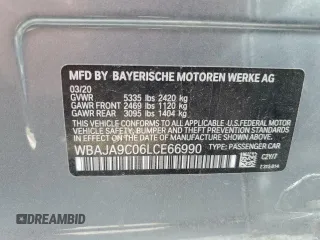 MFD BY BAYERISCHE MOTOREN WERKE AG
03/20
GVWR 5335 lbs 2420 kg
GAWR FRONT 2469 lbs 1120 kg
GAWR REAR 3095 lbs 1404 kg
THIS VEHICLE CONFORMS TO ALL APPLICABLE U.S. FEDERAL MOTOR
VEHICLE SAFETY, BUMPER, AND THEFT PREVENTION STANDARDS
IN EFFECT ON THE DATE OF MANUFACTURE SHOWN ABOVE.
WBAJA9C06LCE66990 TYPE: PASSENGER CAR
DREAMBID